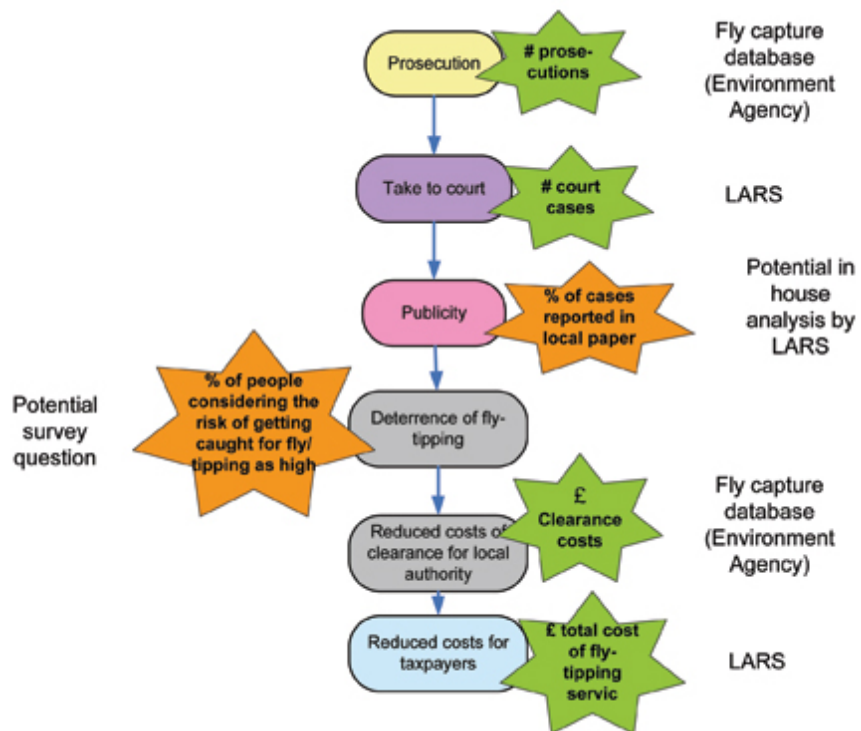 Prosecution
# prose-
cutions
Fly capture
database
(Environment
Agency)
Take to court
# court
cases
LARS
Publicity
% of cases
reported in
local paper
Potential in
house
analysis by
LARS
Potential
survey
question
% of people
considering the
risk of getting
caught for fly/
tipping as high
Deterrence of fly-
tipping
Reduced costs of
clearance for local
authority
£
Clearance
costs
Fly capture
database
(Environment
Agency)
Reduced costs for
taxpayers
£ total cost
of fly-
tipping
servic
LARS